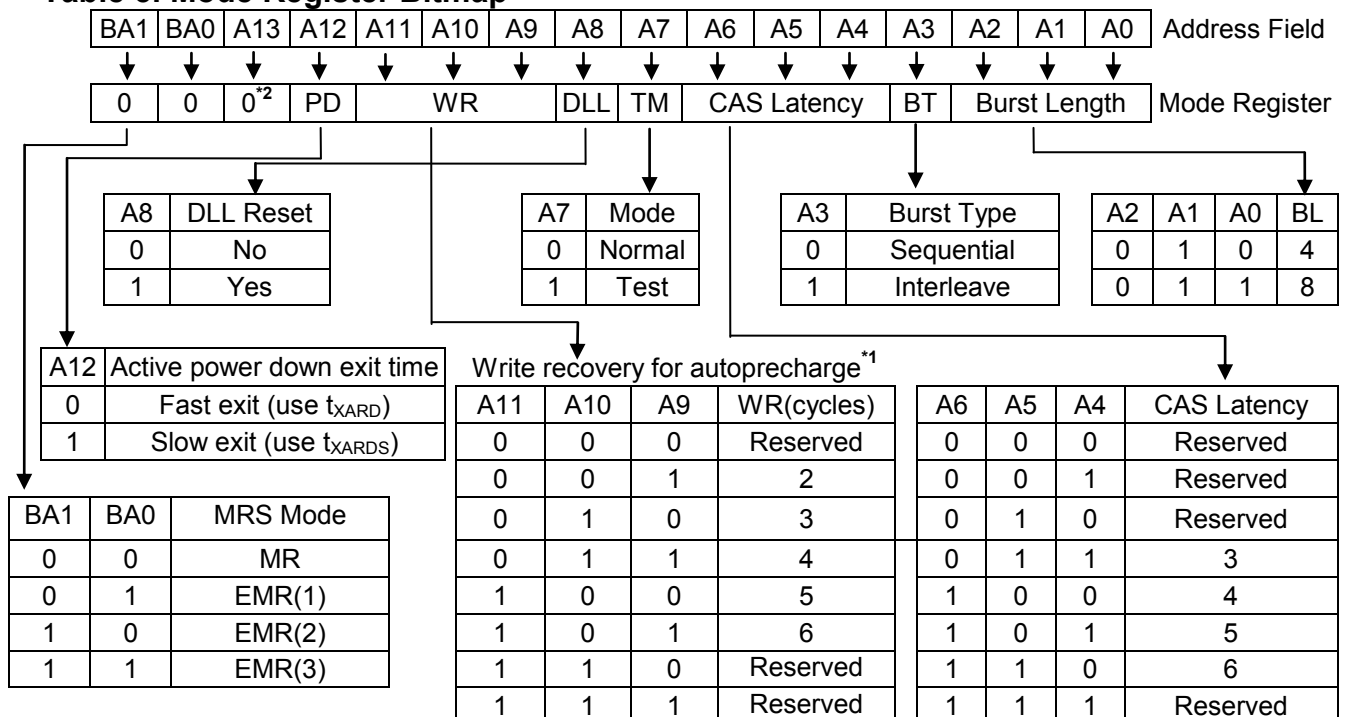 Table 6. Mode Register Bitmap
BA1 BA0 A13 A12 A11 A10 A9 A8 A7 A6 A5 A4 A3 A2 A1 A0 Address Field
0 0 0*2 PD WR DLL TM CAS Latency BT Burst Length Mode Register
A8 DLL Reset
0 No
1 Yes
A7 Mode
0 Normal
1 Test
A3 Burst Type
0 Sequential
1 Interleave
A2 A1 A0 BL
0 1 0 4
0 1 1 8
A12 Active power down exit time
0 Fast exit (use tXARD)
1 Slow exit (use tXARDS)
BA1 BA0 MRS Mode
0 0 MR
0 1 EMR(1)
1 0 EMR(2)
1 1 EMR(3)
Write recovery for autoprecharge*1
A11 A10 A9 WR(cycles)
0 0 0 Reserved
0 0 1 2
0 1 0 3
0 1 1 4
1 0 0 5
1 0 1 6
1 1 0 Reserved
1 1 1 Reserved
A6 A5 A4 CAS Latency
0 0 0 Reserved
0 0 1 Reserved
0 1 0 Reserved
0 1 1 3
1 0 0 4
1 0 1 5
1 1 0 6
1 1 1 Reserved